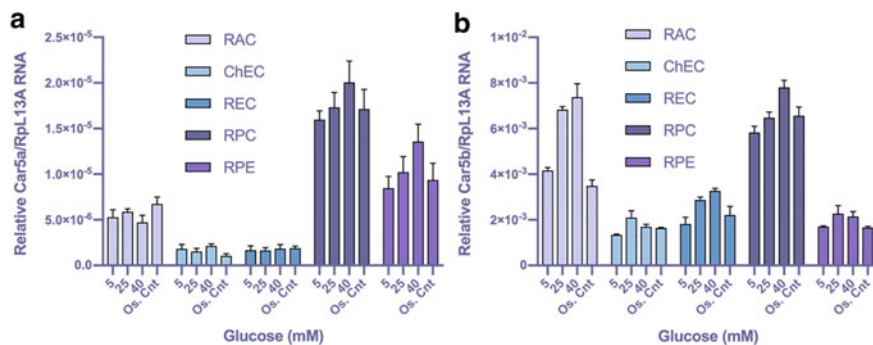 a
Relative Car5a/RpL13A RNA
2.5×10⁻⁵
2.0×10⁻⁵
1.5×10⁻⁵
1.0×10⁻⁵
5.0×10⁻⁶
0.0
RAC
ChEC
REC
RPC
RPE
5 25 40 Os. Cnt 5 25 40 Os. Cnt 5 25 40 Os. Cnt 5 25 40 Os. Cnt 5 25 40 Os. Cnt
Glucose (mM)
b
Relative Car5b/RpL13A RNA
1×10⁻²
8×10⁻³
6×10⁻³
4×10⁻³
2×10⁻³
0
RAC
ChEC
REC
RPC
RPE
5 25 40 Os. Cnt 5 25 40 Os. Cnt 5 25 40 Os. Cnt 5 25 40 Os. Cnt 5 25 40 Os. Cnt
Glucose (mM)